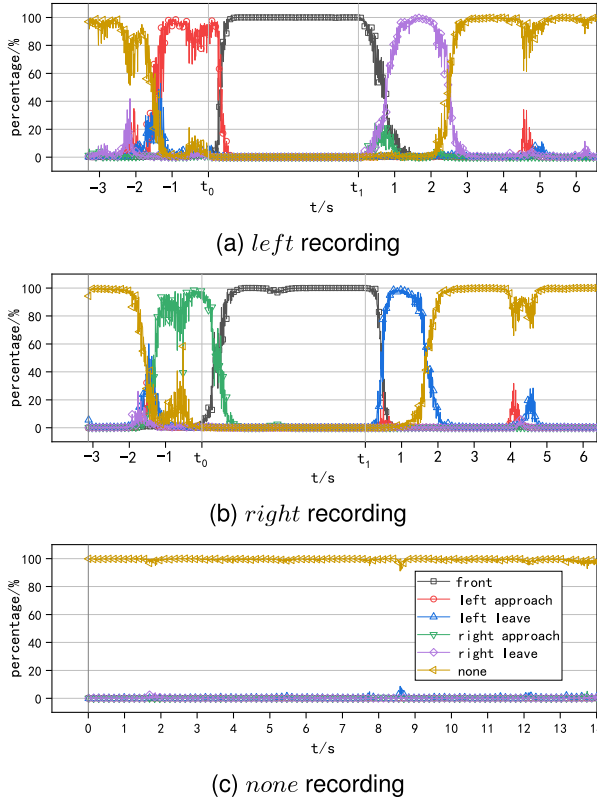 percentage/%
100
80
60
40
20
0
−3 −2 −1 t0 t1 1 2 3 4 5 6
t/s
(a) left recording
percentage/%
100
80
60
40
20
0
−3 −2 −1 t0 t1 1 2 3 4 5 6
t/s
(b) right recording
percentage/%
100
80
60
40
20
0
front
left approach
left leave
right approach
right leave
none
0 1 2 3 4 5 6 7 8 9 10 11 12 13 14
t/s
(c) none recording